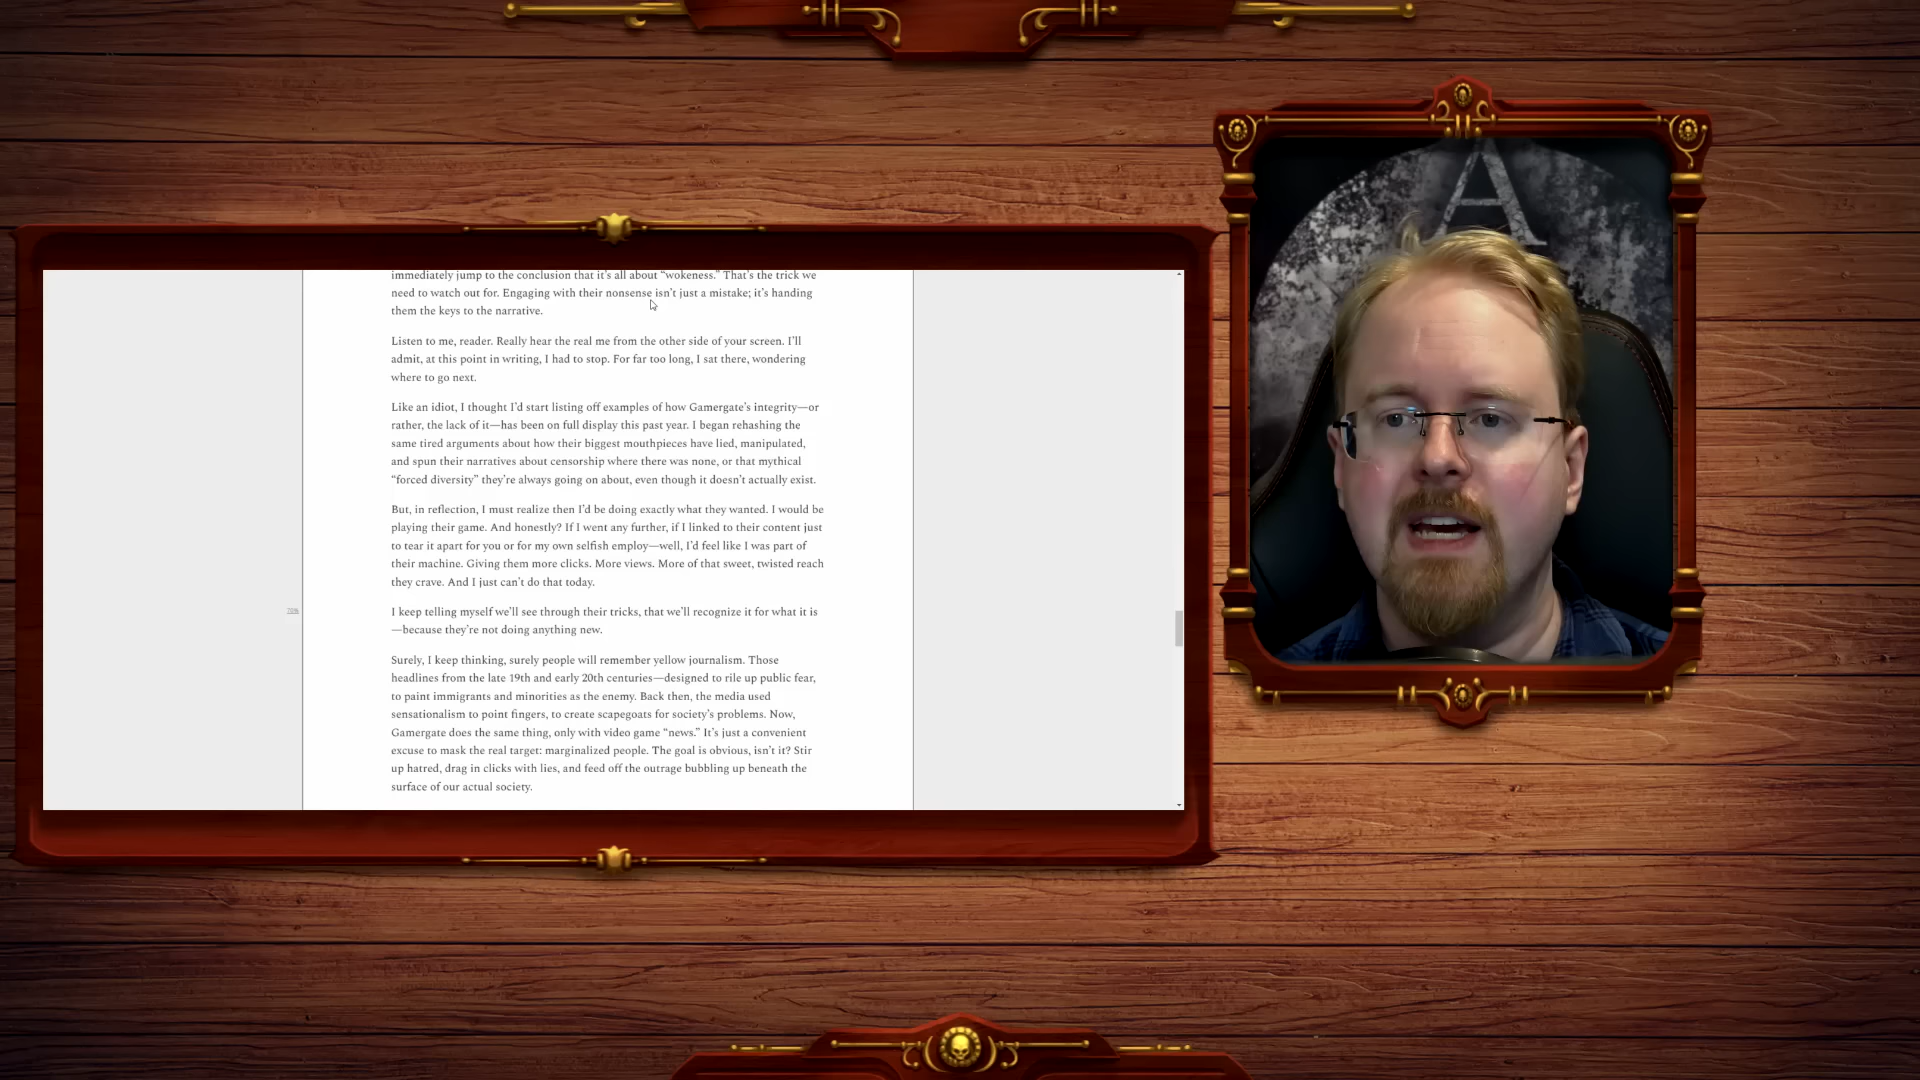 immediately jump to the conclusion that it's all about “wokeness.” That's the trick we
need to watch out for. Engaging with their nonsense isn't just a mistake; it's handing
them the keys to the narrative.
Listen to me, reader. Really hear the real me from the other side of your screen. I'll
admit, at this point in writing, I had to stop. For far too long, I sat there, wondering
where to go next.
Like an idiot, I thought I'd start listing off examples of how Gamergate's integrity—or
rather, the lack of it—has been on full display this past year. I began rehashing the
same tired arguments about how their biggest mouthpieces have lied, manipulated,
and spun their narratives about censorship where there was none, or that mythical
“forced diversity” they're always going on about, even though it doesn't actually exist.
But, in reflection, I must realize then I'd be doing exactly what they wanted. I would be
playing their game. And honestly? If I went any further, if I linked to their content just
to tear it apart for you or for my own selfish employ—well, I'd feel like I was part of
their machine. Giving them more clicks. More views. More of that sweet, twisted reach
they crave. And I just can't do that today.
I keep telling myself we'll see through their tricks, that we'll recognize it for what it is
—because they're not doing anything new.
Surely, I keep thinking, surely people will remember yellow journalism. Those
headlines from the late 19th and early 20th centuries—designed to rile up public fear,
to paint immigrants and minorities as the enemy. Back then, the media used
sensationalism to point fingers, to create scapegoats for society's problems. Now,
Gamergate does the same thing, only with video game “news.” It's just a convenient
excuse to mask the real target: marginalized people. The goal is obvious, isn't it? Stir
up hatred, drag in clicks with lies, and feed off the outrage bubbling up beneath the
surface of our actual society.
A